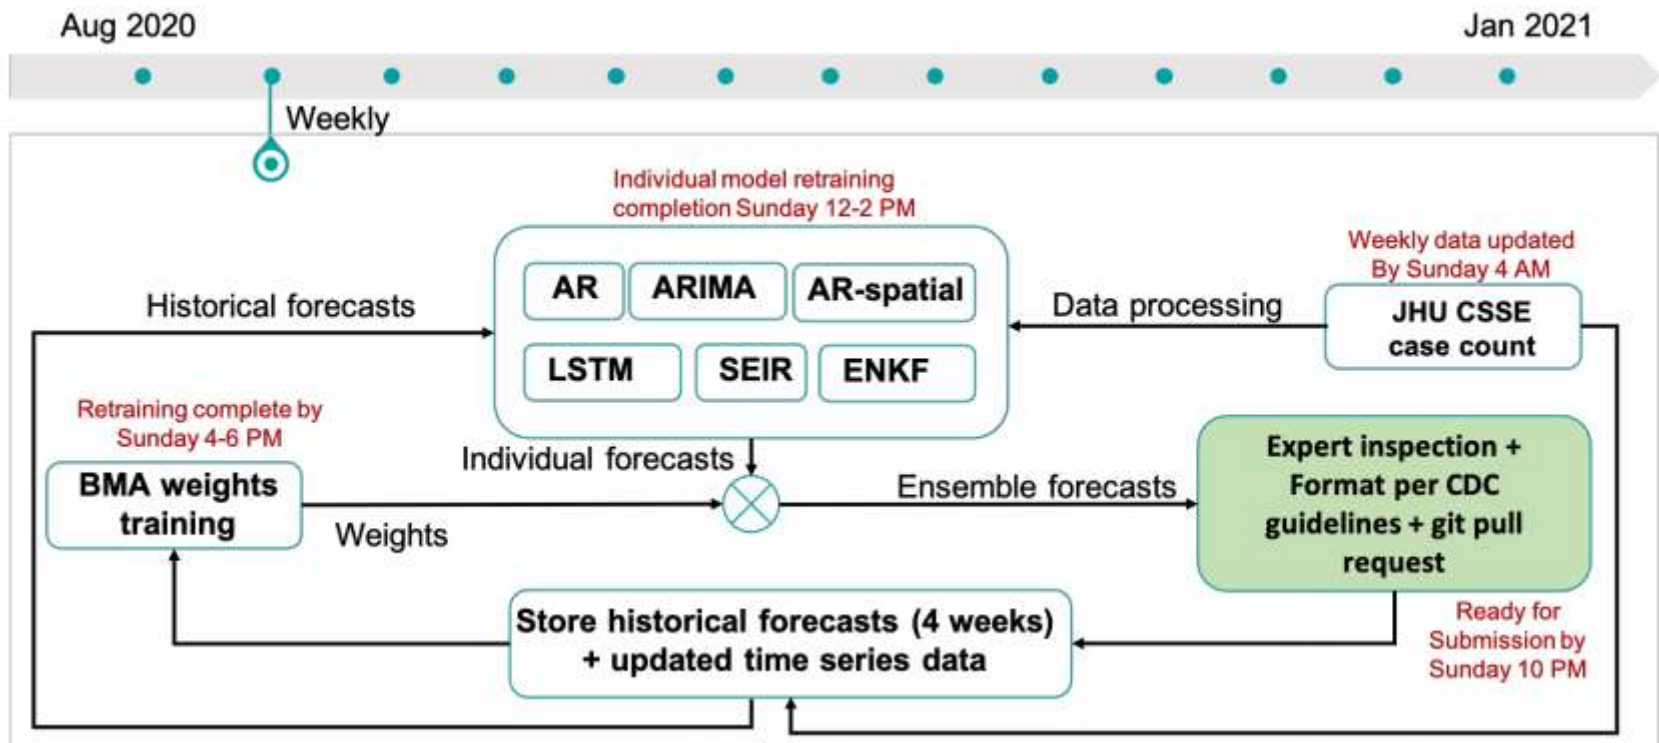 Aug 2020
Jan 2021
Weekly
Individual model retraining
completion Sunday 12-2 PM
Weekly data updated
By Sunday 4 AM
AR
ARIMA
AR-spatial
Historical forecasts
Data processing
JHU CSSE
case count
LSTM
SEIR
ENKF
Retraining complete by
Sunday 4-6 PM
Individual forecasts
BMA weights
training
Weights
Ensemble forecasts
Expert inspection +
Format per CDC
guidelines + git pull
request
Store historical forecasts (4 weeks)
+ updated time series data
Ready for
Submission by
Sunday 10 PM